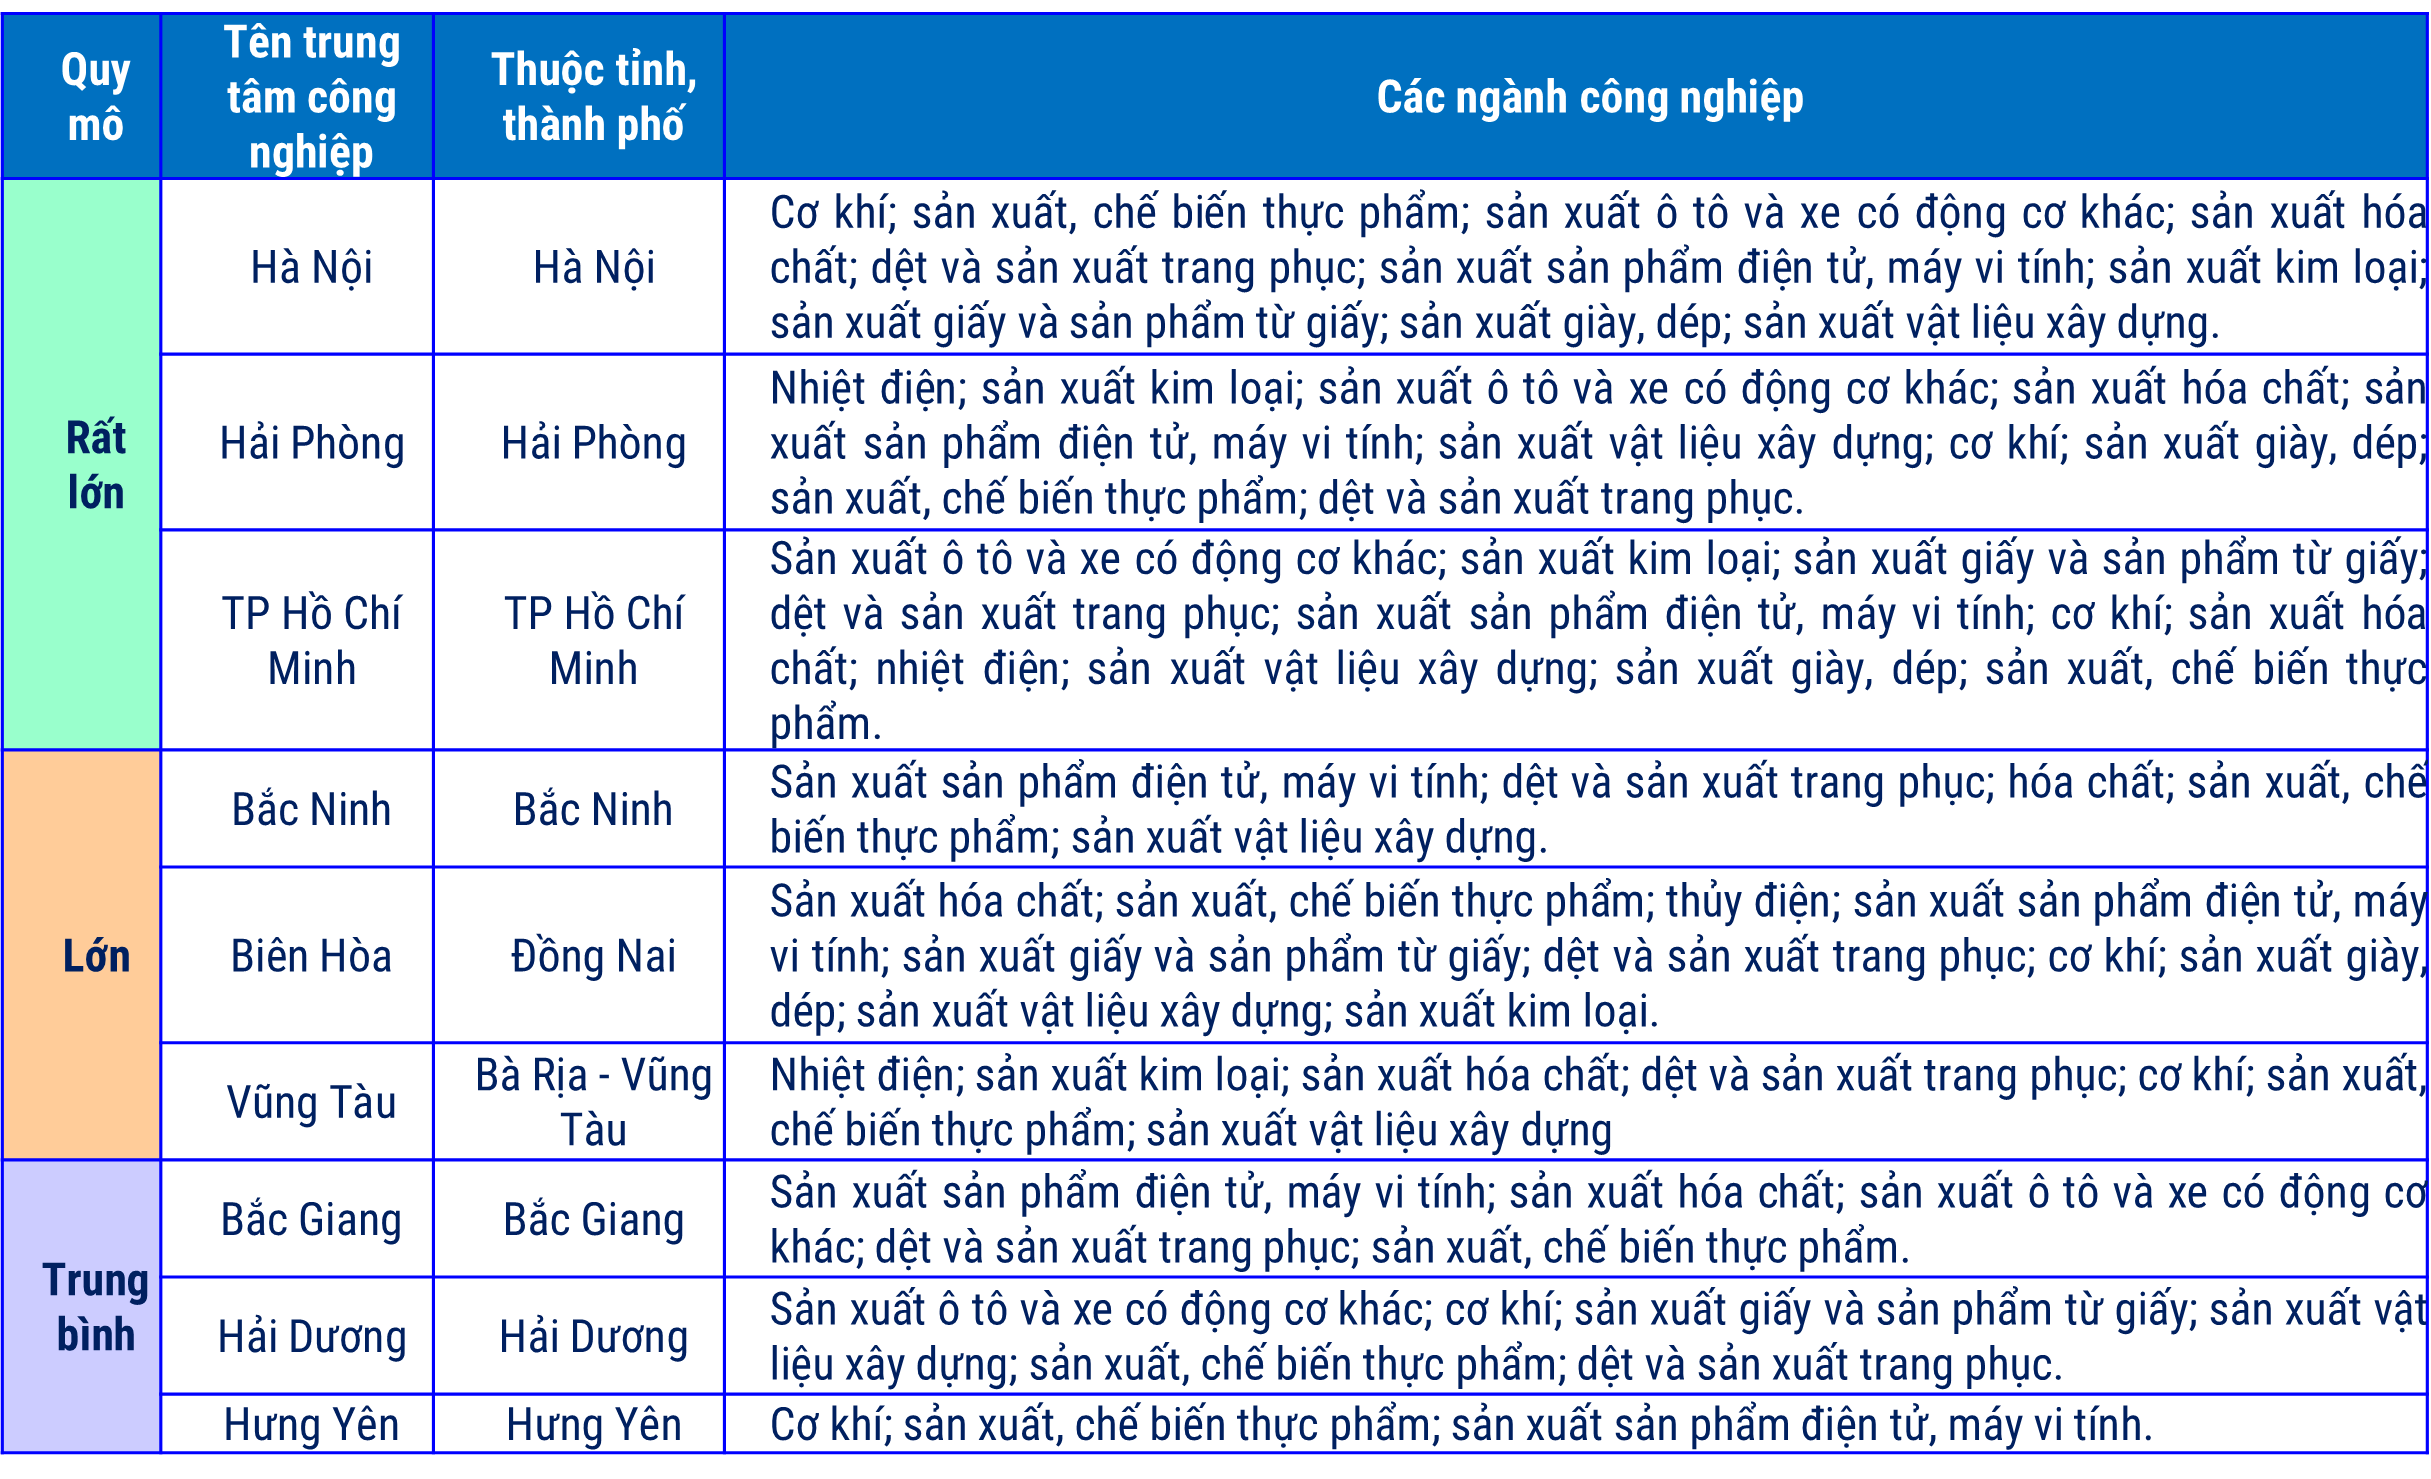 Quy
mô
Tên trung
tâm công
nghiệp
Thuộc tỉnh,
thành phố
Các ngành công nghiệp
Rất
lớn
Hà Nội
Hà Nội
Cơ khí; sản xuất, chế biến thực phẩm; sản xuất ô tô và xe có động cơ khác; sản xuất hóa
chất; dệt và sản xuất trang phục; sản xuất sản phẩm điện tử, máy vi tính; sản xuất kim loại;
sản xuất giấy và sản phẩm từ giấy; sản xuất giày, dép; sản xuất vật liệu xây dựng.
Hải Phòng
Hải Phòng
Nhiệt điện; sản xuất kim loại; sản xuất ô tô và xe có động cơ khác; sản xuất hóa chất; sản
xuất sản phẩm điện tử, máy vi tính; sản xuất vật liệu xây dựng; cơ khí; sản xuất giày, dép;
sản xuất, chế biến thực phẩm; dệt và sản xuất trang phục.
TP Hồ Chí
Minh
TP Hồ Chí
Minh
Sản xuất ô tô và xe có động cơ khác; sản xuất kim loại; sản xuất giấy và sản phẩm từ giấy;
dệt và sản xuất trang phục; sản xuất sản phẩm điện tử, máy vi tính; cơ khí; sản xuất hóa
chất; nhiệt điện; sản xuất vật liệu xây dựng; sản xuất giày, dép; sản xuất, chế biến thực
phẩm.
Lớn
Bắc Ninh
Bắc Ninh
Sản xuất sản phẩm điện tử, máy vi tính; dệt và sản xuất trang phục; hóa chất; sản xuất, chế
biến thực phẩm; sản xuất vật liệu xây dựng.
Biên Hòa
Đồng Nai
Sản xuất hóa chất; sản xuất, chế biến thực phẩm; thủy điện; sản xuất sản phẩm điện tử, máy
vi tính; sản xuất giấy và sản phẩm từ giấy; dệt và sản xuất trang phục; cơ khí; sản xuất giày,
dép; sản xuất vật liệu xây dựng; sản xuất kim loại.
Vũng Tàu
Bà Rịa - Vũng
Tàu
Nhiệt điện; sản xuất kim loại; sản xuất hóa chất; dệt và sản xuất trang phục; cơ khí; sản xuất,
chế biến thực phẩm; sản xuất vật liệu xây dựng
Trung
bình
Bắc Giang
Bắc Giang
Sản xuất sản phẩm điện tử, máy vi tính; sản xuất hóa chất; sản xuất ô tô và xe có động cơ
khác; dệt và sản xuất trang phục; sản xuất, chế biến thực phẩm.
Hải Dương
Hải Dương
Sản xuất ô tô và xe có động cơ khác; cơ khí; sản xuất giấy và sản phẩm từ giấy; sản xuất vật
liệu xây dựng; sản xuất, chế biến thực phẩm; dệt và sản xuất trang phục.
Hưng Yên
Hưng Yên
Cơ khí; sản xuất, chế biến thực phẩm; sản xuất sản phẩm điện tử, máy vi tính.